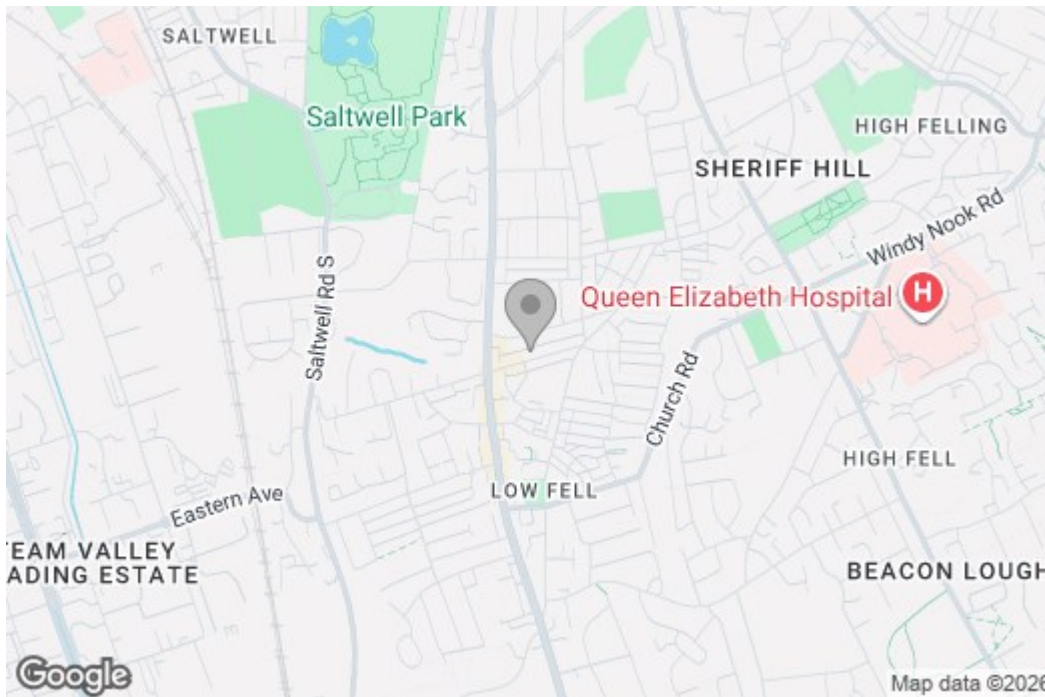 SALTWELL
Saltwell Park
HIGH FELLING
SHERIFF HILL
Windy Nook Rd
Saltwell Rd S
Queen Elizabeth Hospital
H
Church Rd
HIGH FELL
LOW FELL
Eastern Ave
TEAM VALLEY
ADING ESTATE
BEACON LOUGH
Google
Map data ©2026